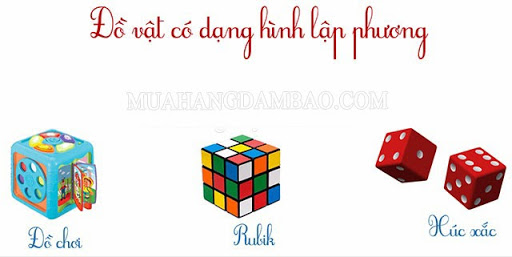 Đồ vật có dạng hình lập phương
MUAHANGDAMBAO.COM
Đồ chơi
Rubik
Xúc xắc